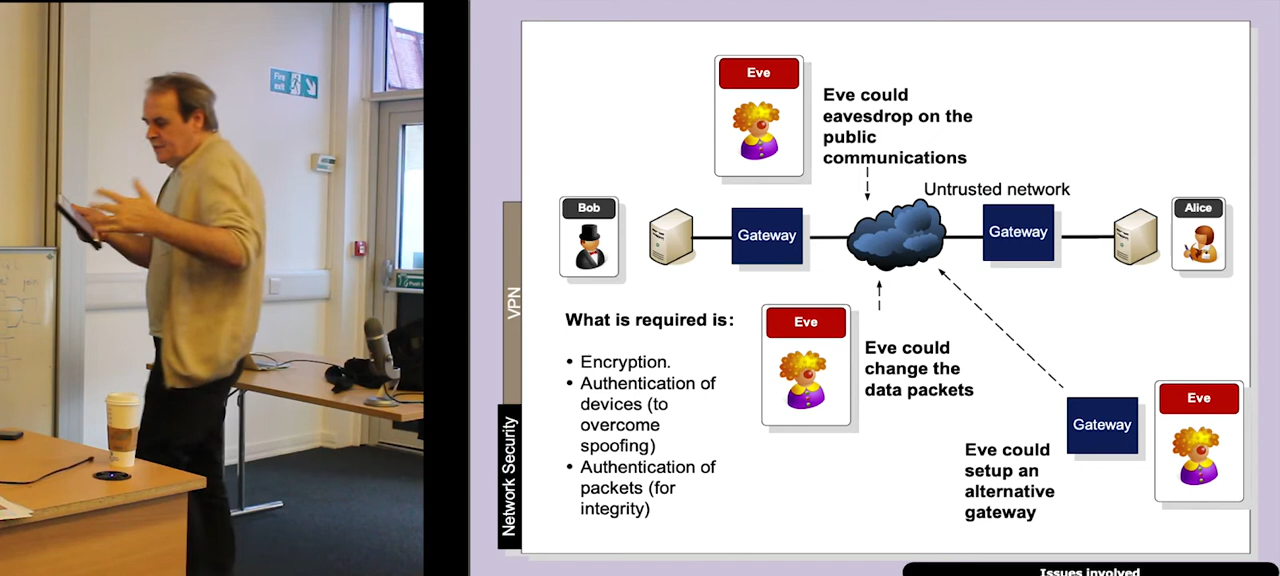 Fire
exit
Eve
Eve could
eavesdrop on the
public
communications
Untrusted network
Bob
Gateway
Gateway
Alice
VPN
Network Security
What is required is:
• Encryption.
• Authentication of
devices (to
overcome
spoofing)
• Authentication of
packets (for
integrity)
Eve
Eve could
change the
data packets
Eve could
setup an
alternative
gateway
Gateway
Eve
Issues involved